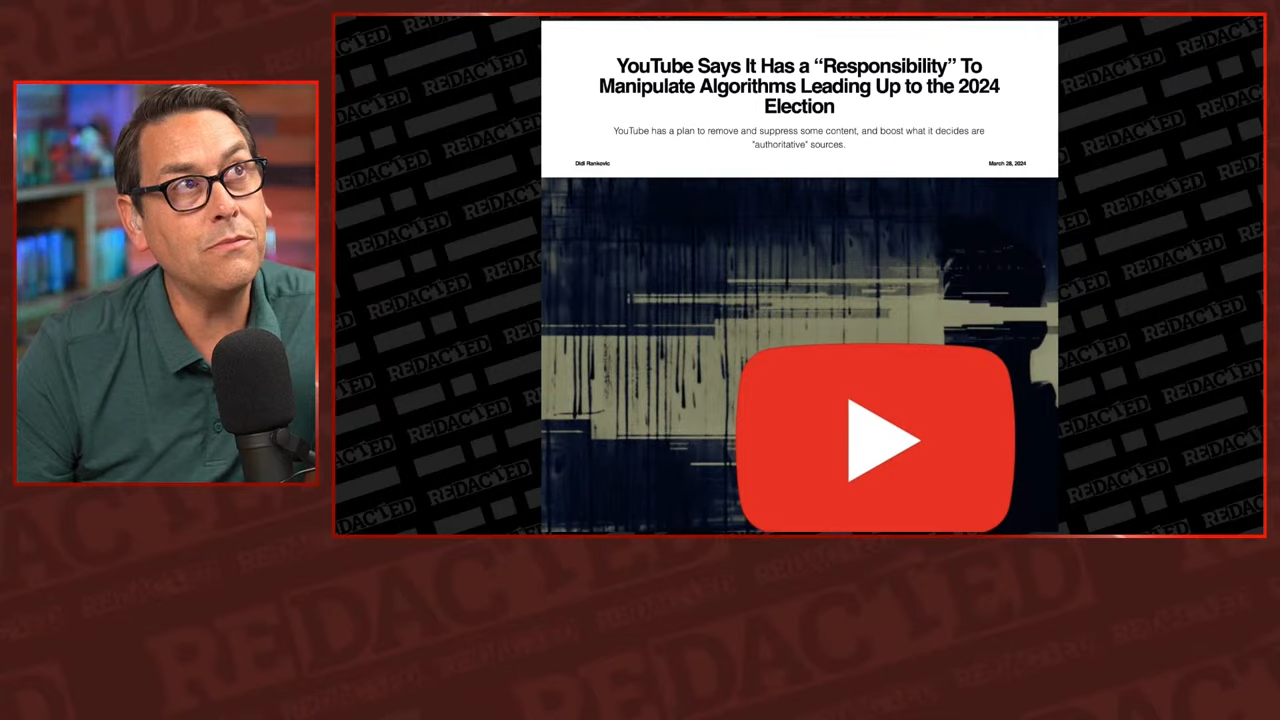 YouTube Says It Has a “Responsibility” To
Manipulate Algorithms Leading Up to the 2024
Election
YouTube has a plan to remove and suppress some content, and boost what it decides are
"authoritative" sources.
Didi Rankovic
March 28, 2024
REDACTED